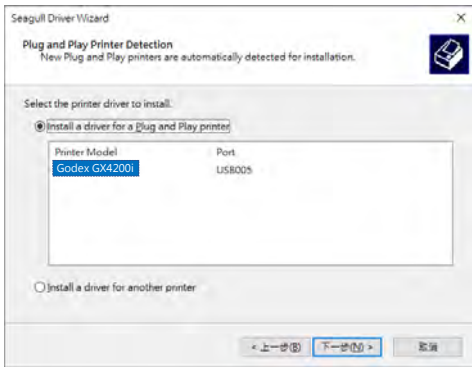 Seagull Driver Wizard
Plug and Play Printer Detection
New Plug and Play printers are automatically detected for installation.
Select the printer driver to install.
Install a driver for a Plug and Play printer
Printer Model Port
Godex GX4200i USB005
Install a driver for another printer
< 上一步(B) 下一步(N) > 取消